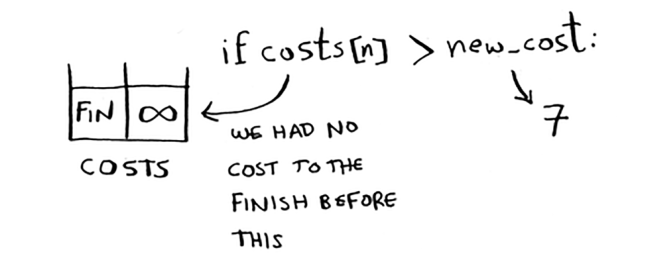 if costs[n] > new_cost:
FIN ∞
7
COSTS
WE HAD NO
COST TO THE
FINISH BEFORE
THIS